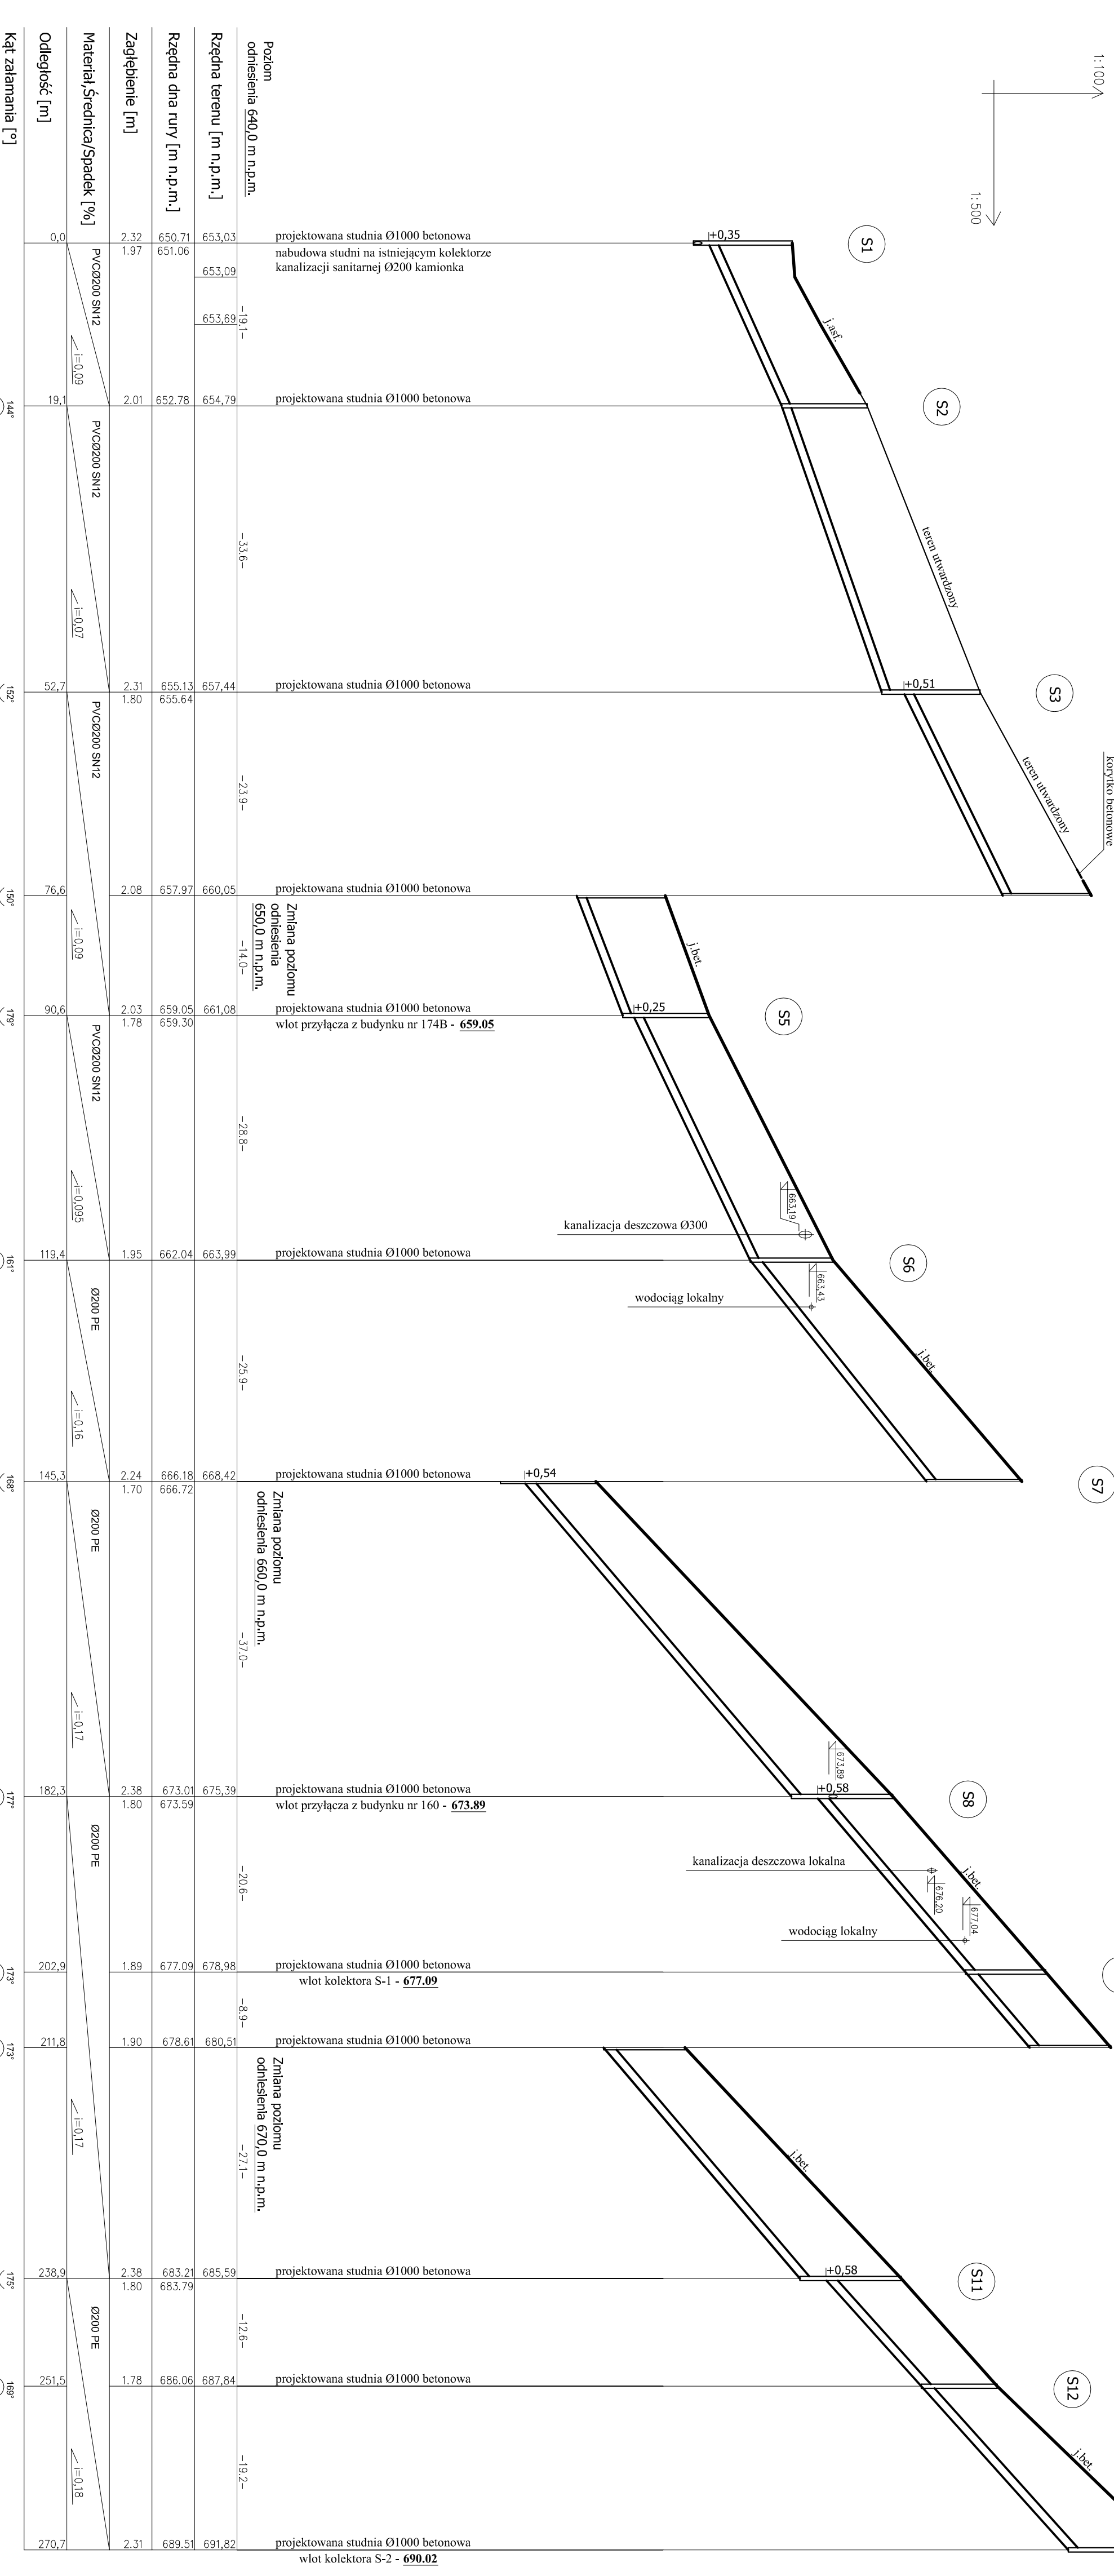 1:100
1:500
Poziom
odniesienia 640,0 m n.p.m.
Rzędna terenu [m n.p.m.]
Rzędna dna rury [m n.p.m.]
Zagłębienie [m]
Materiał,Średnica/Spadek [%]
Odległość [m]
Kąt załamania [°]
S1
+0,35
0,0
2.32
650.71
653,03
projektowana studnia Ø1000 betonowa
1.97
651.06
nabudowa studni na istniejącym kolektorze
kanalizacji sanitarnej Ø200 kamionka
653,09
653,69
-19.1-
PVCØ200 SN12
i=0,09
j.asf.
S2
144°
19,1
2.01
652.78
654,79
projektowana studnia Ø1000 betonowa
PVCØ200 SN12
-33.6-
i=0,07
teren utwardzony
S3
+0,51
152°
52,7
2.31
655.13
657,44
projektowana studnia Ø1000 betonowa
1.80
655.64
PVCØ200 SN12
-23.9-
teren utwardzony
korytko betonowe
150°
76,6
2.08
657.97
660,05
projektowana studnia Ø1000 betonowa
Zmiana poziomu
odniesienia
650,0 m n.p.m.
-14.0-
i=0,09
j.bet.
S5
+0,25
179°
90,6
2.03
659.05
661,08
projektowana studnia Ø1000 betonowa
1.78
659.30
wlot przyłącza z budynku nr 174B - 659.05
PVCØ200 SN12
-28.8-
i=0,095
663,19
kanalizacja deszczowa Ø300
S6
161°
119,4
1.95
662.04
663,99
projektowana studnia Ø1000 betonowa
663,43
wodociąg lokalny
Ø200 PE
-25.9-
i=0,16
j.bet.
S7
+0,54
168°
145,3
2.24
666.18
668,42
projektowana studnia Ø1000 betonowa
1.70
666.72
Zmiana poziomu
odniesienia 660,0 m n.p.m.
Ø200 PE
-37.0-
i=0,17
673,89
S8
+0,58
177°
182,3
2.38
673.01
675,39
projektowana studnia Ø1000 betonowa
1.80
673.59
wlot przyłącza z budynku nr 160 - 673.89
Ø200 PE
-20.6-
kanalizacja deszczowa lokalna
676,20
677,04
wodociąg lokalny
j.bet.
173°
202,9
1.89
677.09
678,98
projektowana studnia Ø1000 betonowa
wlot kolektora S-1 - 677.09
-8.9-
173°
211,8
1.90
678.61
680,51
projektowana studnia Ø1000 betonowa
Zmiana poziomu
odniesienia 670,0 m n.p.m.
-27.1-
i=0,17
j.bet.
S11
+0,58
175°
238,9
2.38
683.21
685,59
projektowana studnia Ø1000 betonowa
1.80
683.79
Ø200 PE
-12.6-
S12
169°
251,5
1.78
686.06
687,84
projektowana studnia Ø1000 betonowa
-19.2-
i=0,18
j.bet.
270,7
2.31
689.51
691,82
projektowana studnia Ø1000 betonowa
wlot kolektora S-2 - 690.02